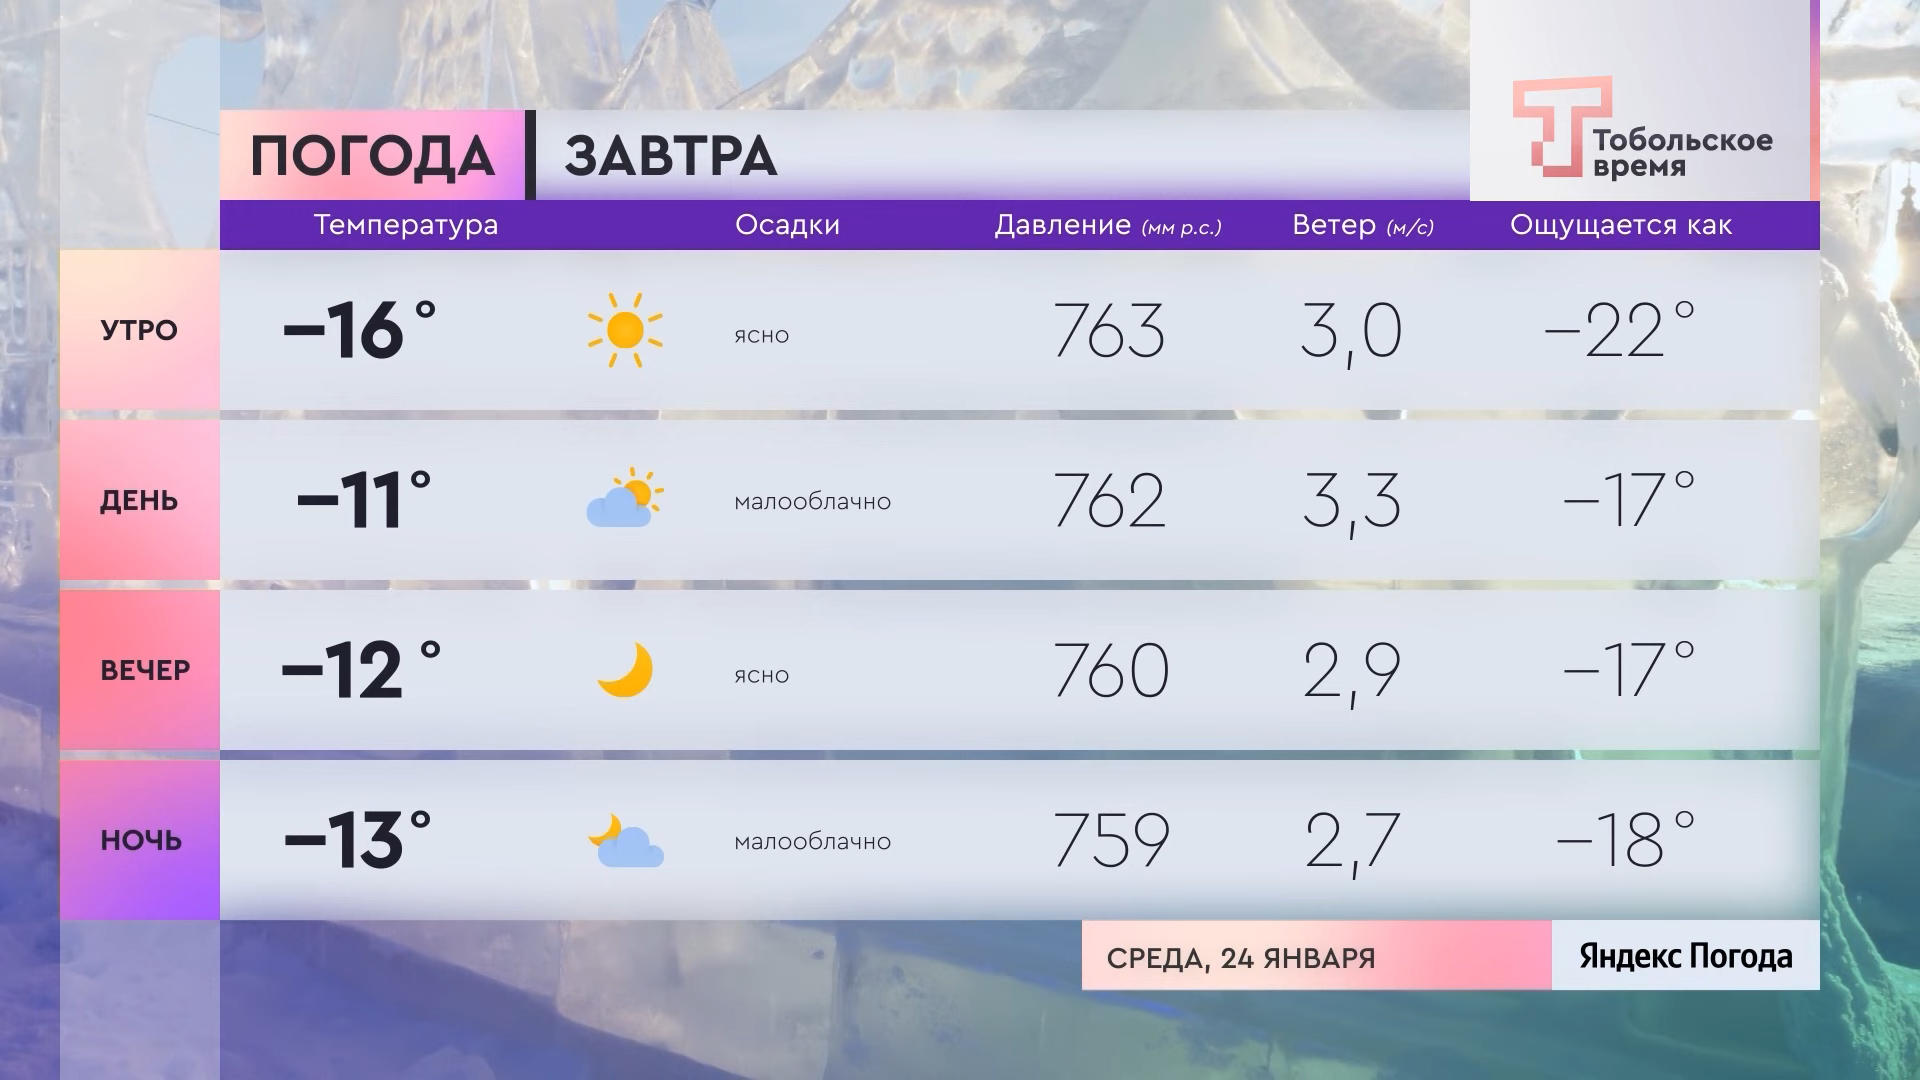 ПОГОДА ЗАВТРА
Тобольское
время
Температура Осадки Давление (мм р.с.) Ветер (м/с) Ощущается как
УТРО −16° ясно 763 3,0 −22°
ДЕНЬ −11° малооблачно 762 3,3 −17°
ВЕЧЕР −12° ясно 760 2,9 −17°
НОЧЬ −13° малооблачно 759 2,7 −18°
СРЕДА, 24 ЯНВАРЯ Яндекс Погода